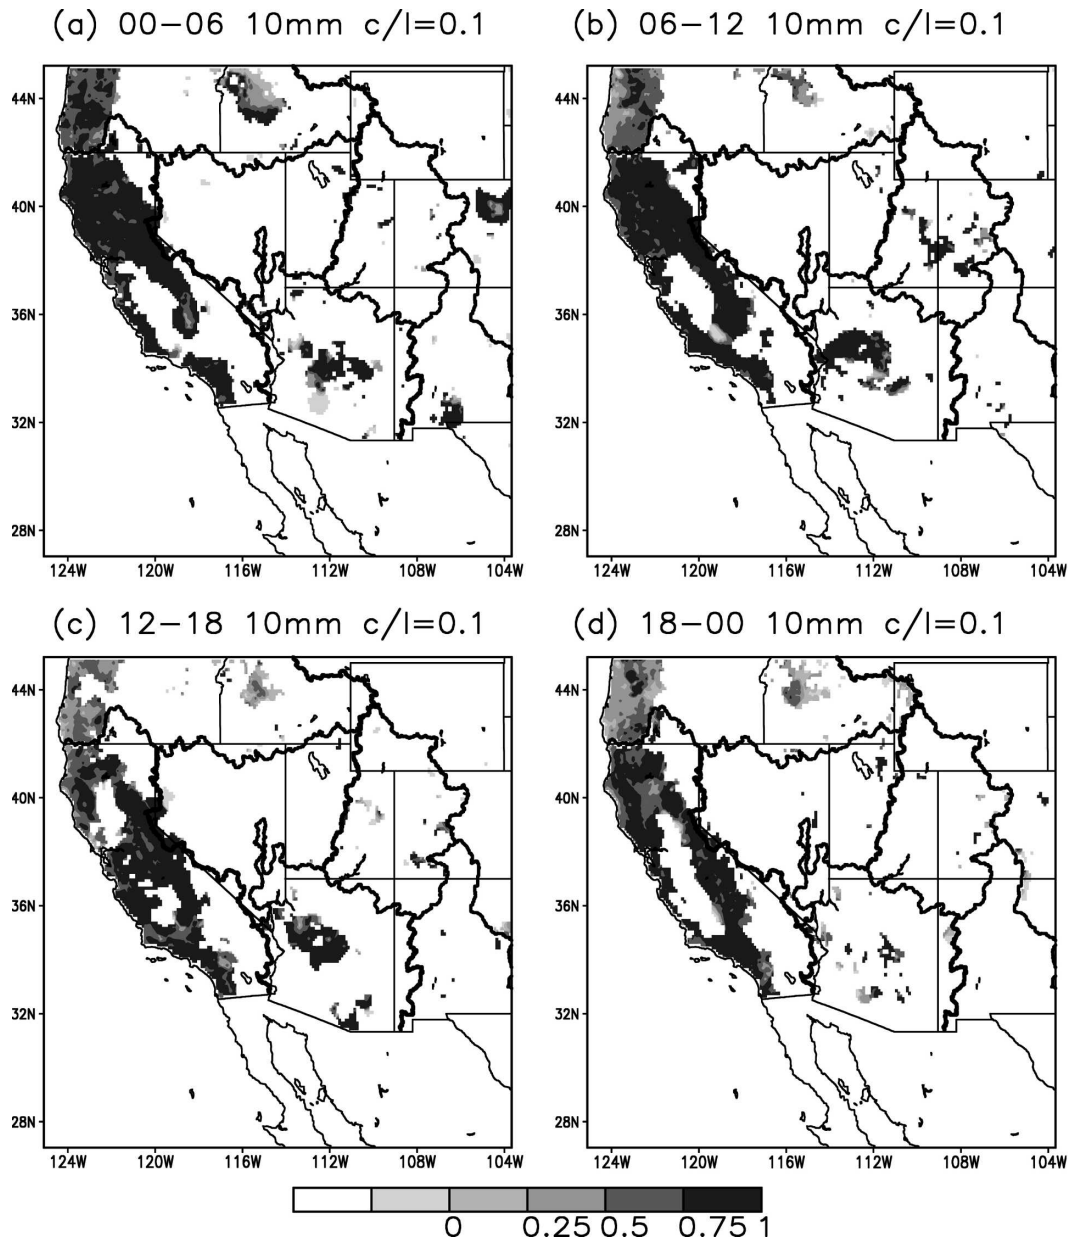 (a) 00–06 10mm c/l=0.1
(b) 06–12 10mm c/l=0.1
44N
40N
36N
32N
28N
124W 120W 116W 112W 108W 104W
44N
40N
36N
32N
28N
124W 120W 116W 112W 108W 104W
(c) 12–18 10mm c/l=0.1
(d) 18–00 10mm c/l=0.1
44N
40N
36N
32N
28N
124W 120W 116W 112W 108W 104W
44N
40N
36N
32N
28N
124W 120W 116W 112W 108W 104W
0 0.25 0.5 0.75 1